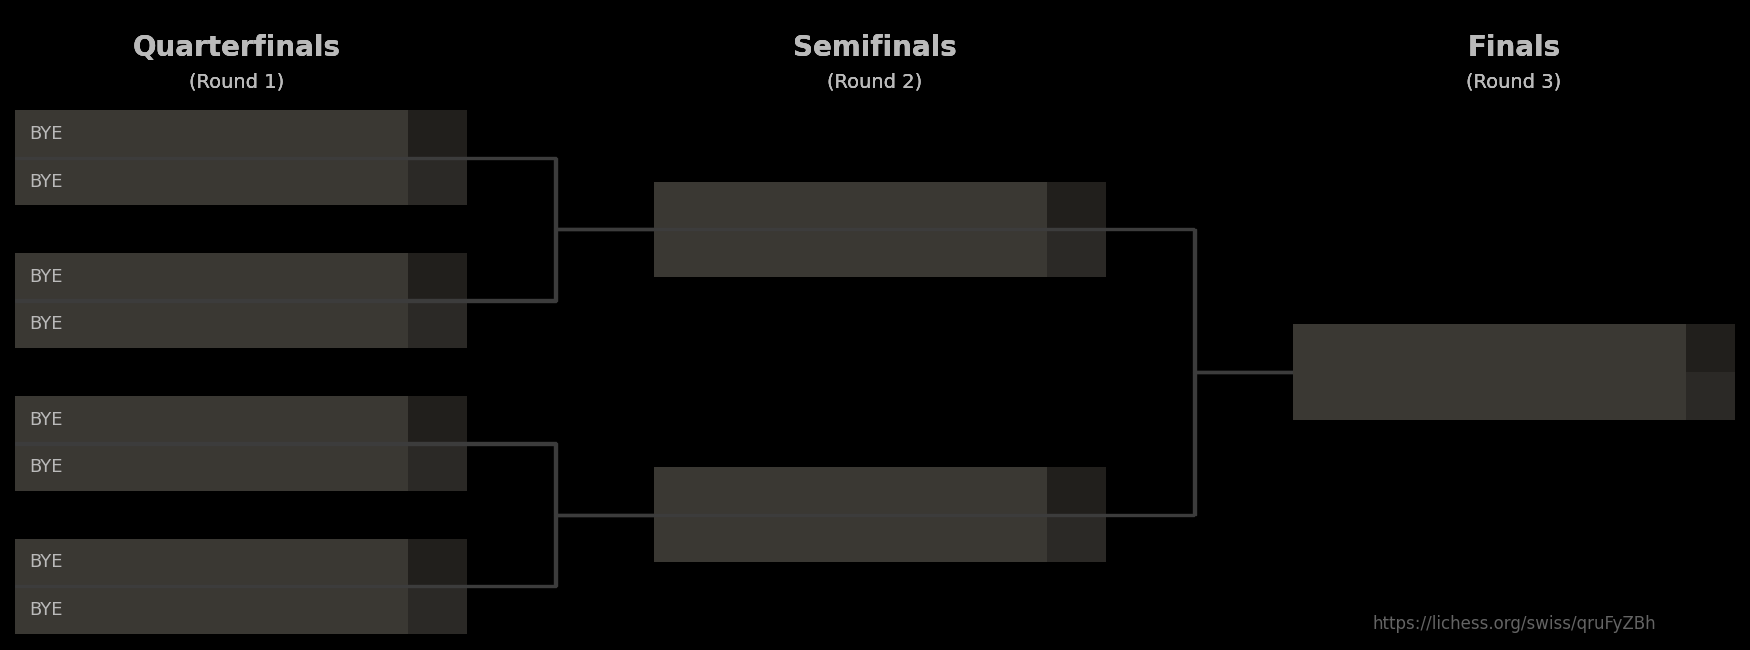 Quarterfinals
(Round 1)
Semifinals
(Round 2)
Finals
(Round 3)
BYE
BYE
BYE
BYE
BYE
BYE
BYE
BYE
https://lichess.org/swiss/qruFyZBh